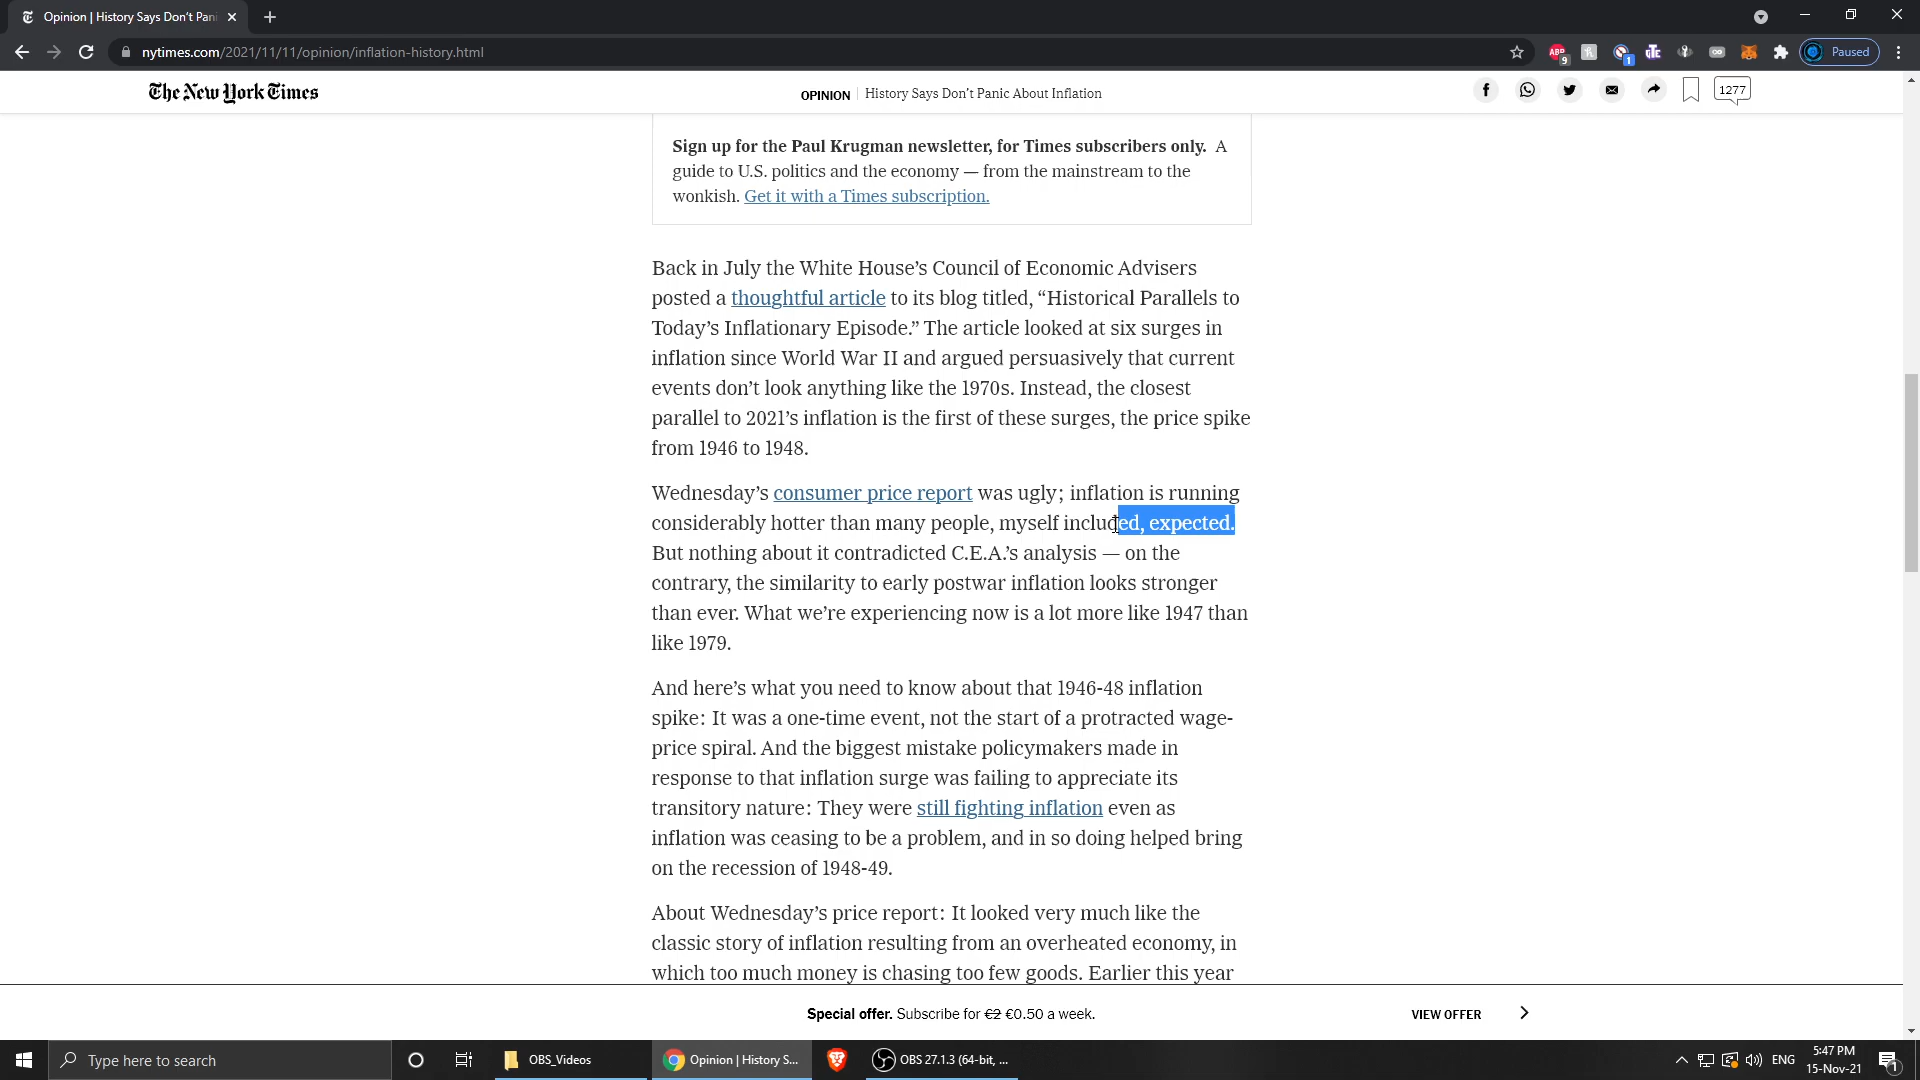 Opinion | History Says Don't Pani
nytimes.com/2021/11/11/opinion/inflation-history.html
ABP
9
1
Paused
The New York Times
OPINION
History Says Don't Panic About Inflation
1277
Sign up for the Paul Krugman newsletter, for Times subscribers only. A
guide to U.S. politics and the economy — from the mainstream to the
wonkish. Get it with a Times subscription.
Back in July the White House's Council of Economic Advisers
posted a thoughtful article to its blog titled, “Historical Parallels to
Today's Inflationary Episode.” The article looked at six surges in
inflation since World War II and argued persuasively that current
events don't look anything like the 1970s. Instead, the closest
parallel to 2021's inflation is the first of these surges, the price spike
from 1946 to 1948.
Wednesday's consumer price report was ugly; inflation is running
considerably hotter than many people, myself included, expected.
But nothing about it contradicted C.E.A.'s analysis — on the
contrary, the similarity to early postwar inflation looks stronger
than ever. What we're experiencing now is a lot more like 1947 than
like 1979.
And here's what you need to know about that 1946-48 inflation
spike: It was a one-time event, not the start of a protracted wage-
price spiral. And the biggest mistake policymakers made in
response to that inflation surge was failing to appreciate its
transitory nature: They were still fighting inflation even as
inflation was ceasing to be a problem, and in so doing helped bring
on the recession of 1948-49.
About Wednesday's price report: It looked very much like the
classic story of inflation resulting from an overheated economy, in
which too much money is chasing too few goods. Earlier this year
Special offer. Subscribe for €2 €0.50 a week.
VIEW OFFER
Type here to search
OBS_Videos
Opinion | History S...
OBS 27.1.3 (64-bit, ...
ENG
5:47 PM
15-Nov-21
1